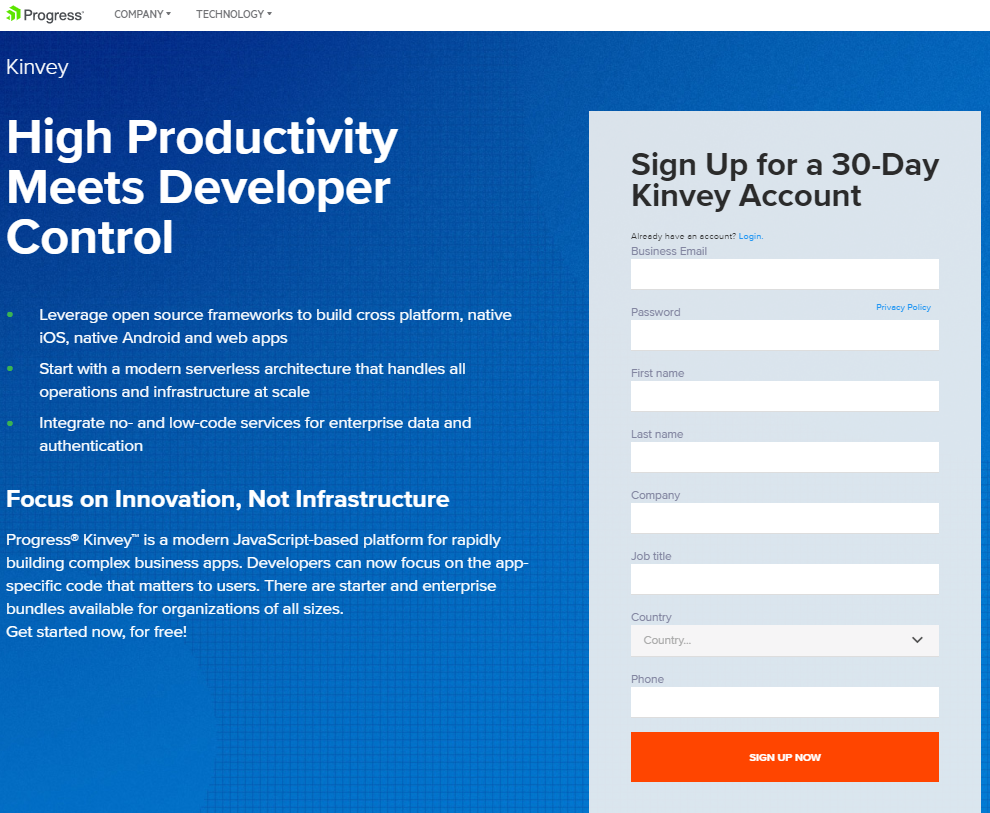 Progress
COMPANY
TECHNOLOGY
Kinvey
High Productivity
Meets Developer
Control
Leverage open source frameworks to build cross platform, native
iOS, native Android and web apps
Start with a modern serverless architecture that handles all
operations and infrastructure at scale
Integrate no- and low-code services for enterprise data and
authentication
Focus on Innovation, Not Infrastructure
Progress® Kinvey™ is a modern JavaScript-based platform for rapidly
building complex business apps. Developers can now focus on the app-
specific code that matters to users. There are starter and enterprise
bundles available for organizations of all sizes.
Get started now, for free!
Sign Up for a 30-Day
Kinvey Account
Already have an account? Login.
Business Email
Password
Privacy Policy
First name
Last name
Company
Job title
Country
Country...
Phone
SIGN UP NOW